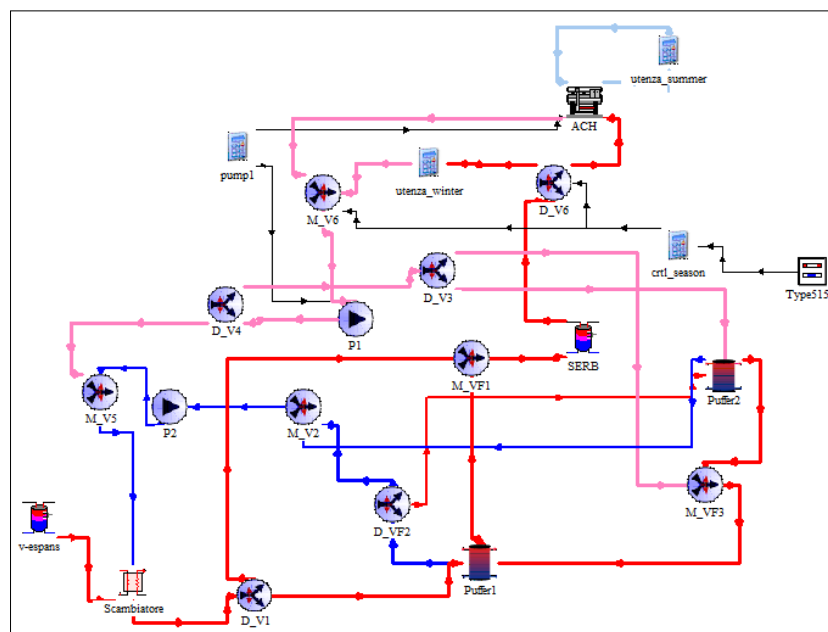 utenza_summer
ACH
pump1
utenza_winter
D_V6
M_V6
crtl_season
Type515
D_V3
D_V4
P1
SERB
M_VF1
Puffer2
M_V5
P2
M_V2
M_VF3
D_VF2
v-espans
Puffer1
Scambiatore
D_V1